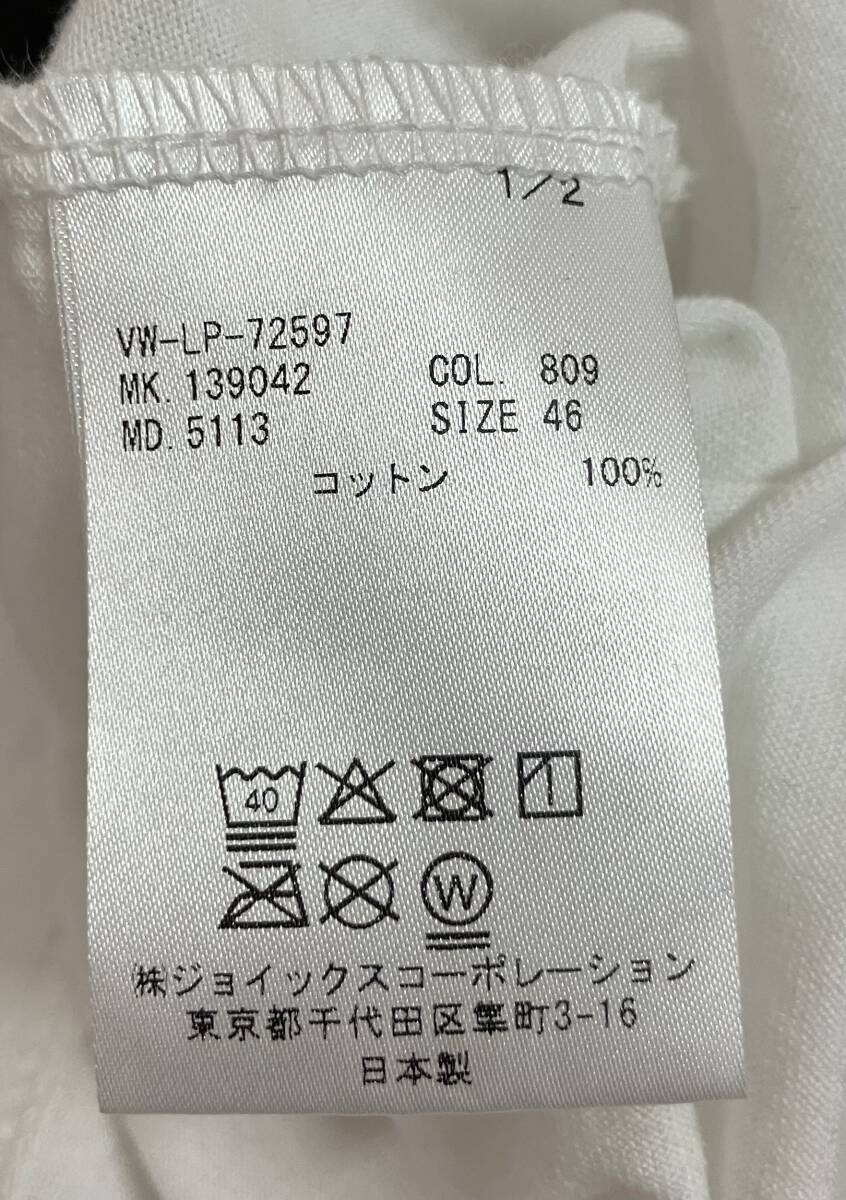 1/2
VW-LP-72597
MK. 139042 COL. 809
MD. 5113 SIZE 46
コットン 100%
40
W
㈱ジョイックスコーポレーション
東京都千代田区隼町3-16
日本製